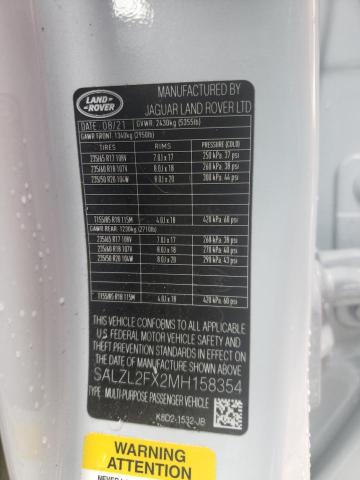 LAND
ROVER
MANUFACTURED BY
JAGUAR LAND ROVER LTD
DATE 08/21 GVWR: 2430kg (5355lb)
GAWR FRONT: 1340kg (2950lb)
TIRES RIMS PRESSURE (COLD)
235/65 R17 108V 7.0J x 17 250 kPa, 37 psi
235/60 R18 107V 8.0J x 18 260 kPa, 38 psi
235/50 R20 104W 8.0J x 20 300 kPa, 44 psi
T155/85 R18 115M 4.0J x 18 420 kPa, 60 psi
GAWR REAR: 1230kg (2710lb)
235/65 R17 108V 7.0J x 17 260 kPa, 38 psi
235/60 R18 107V 8.0J x 18 270 kPa, 40 psi
235/50 R20 104W 8.0J x 20 290 kPa, 43 psi
T155/85 R18 115M 4.0J x 18 420 kPa, 60 psi
THIS VEHICLE CONFORMS TO ALL APPLICABLE
U.S FEDERAL MOTOR VEHICLE SAFETY STANDARDS IN EFFECT ON
THE DATE OF MANUFACTURE SHOWN ABOVE
SALZL2FX2MH158354
TYPE: MULTI-PURPOSE PASSENGER VEHICLE
K8D2-1532-JB
WARNING
ATTENTION